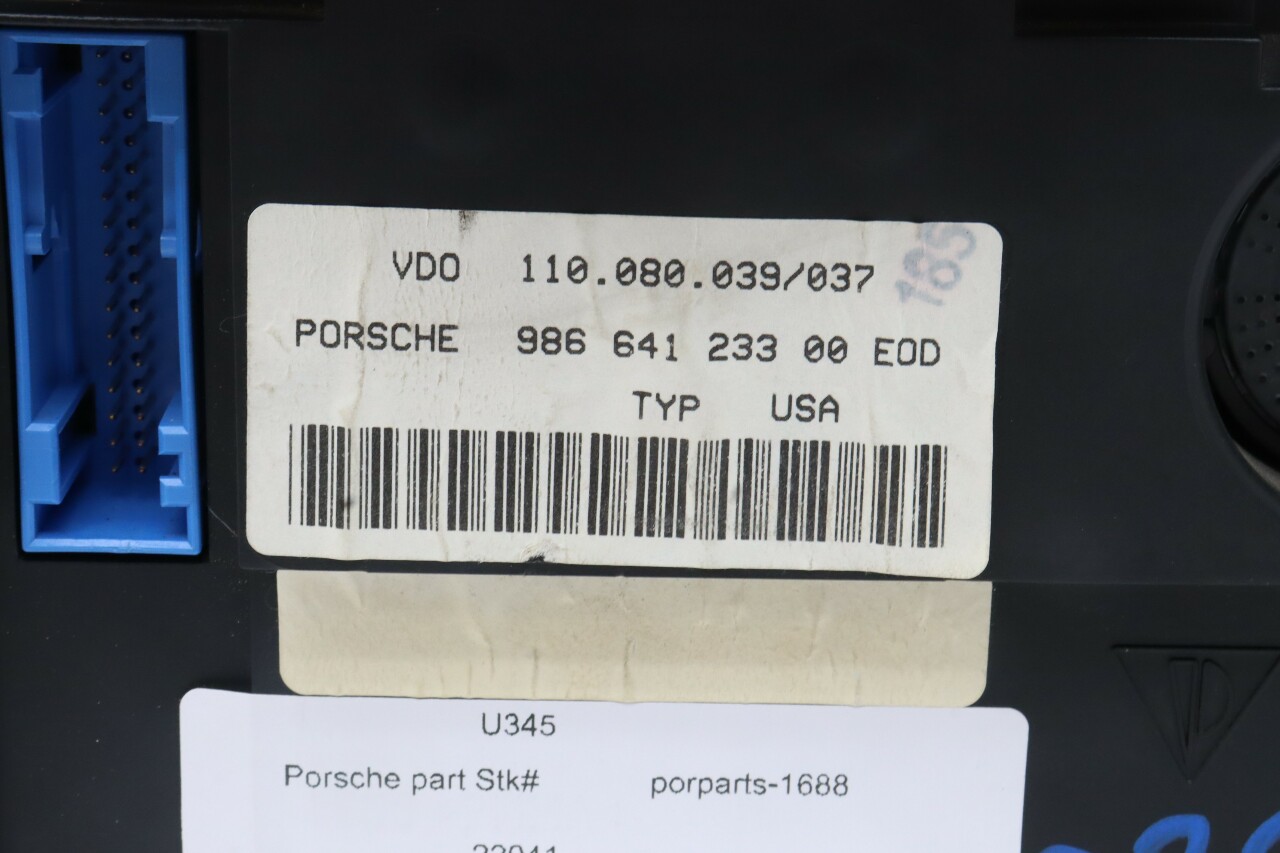 185
VDO 110.080.039/037
PORSCHE 986 641 233 00 EOD
TYP USA
U345
Porsche part Stk# porparts-1688